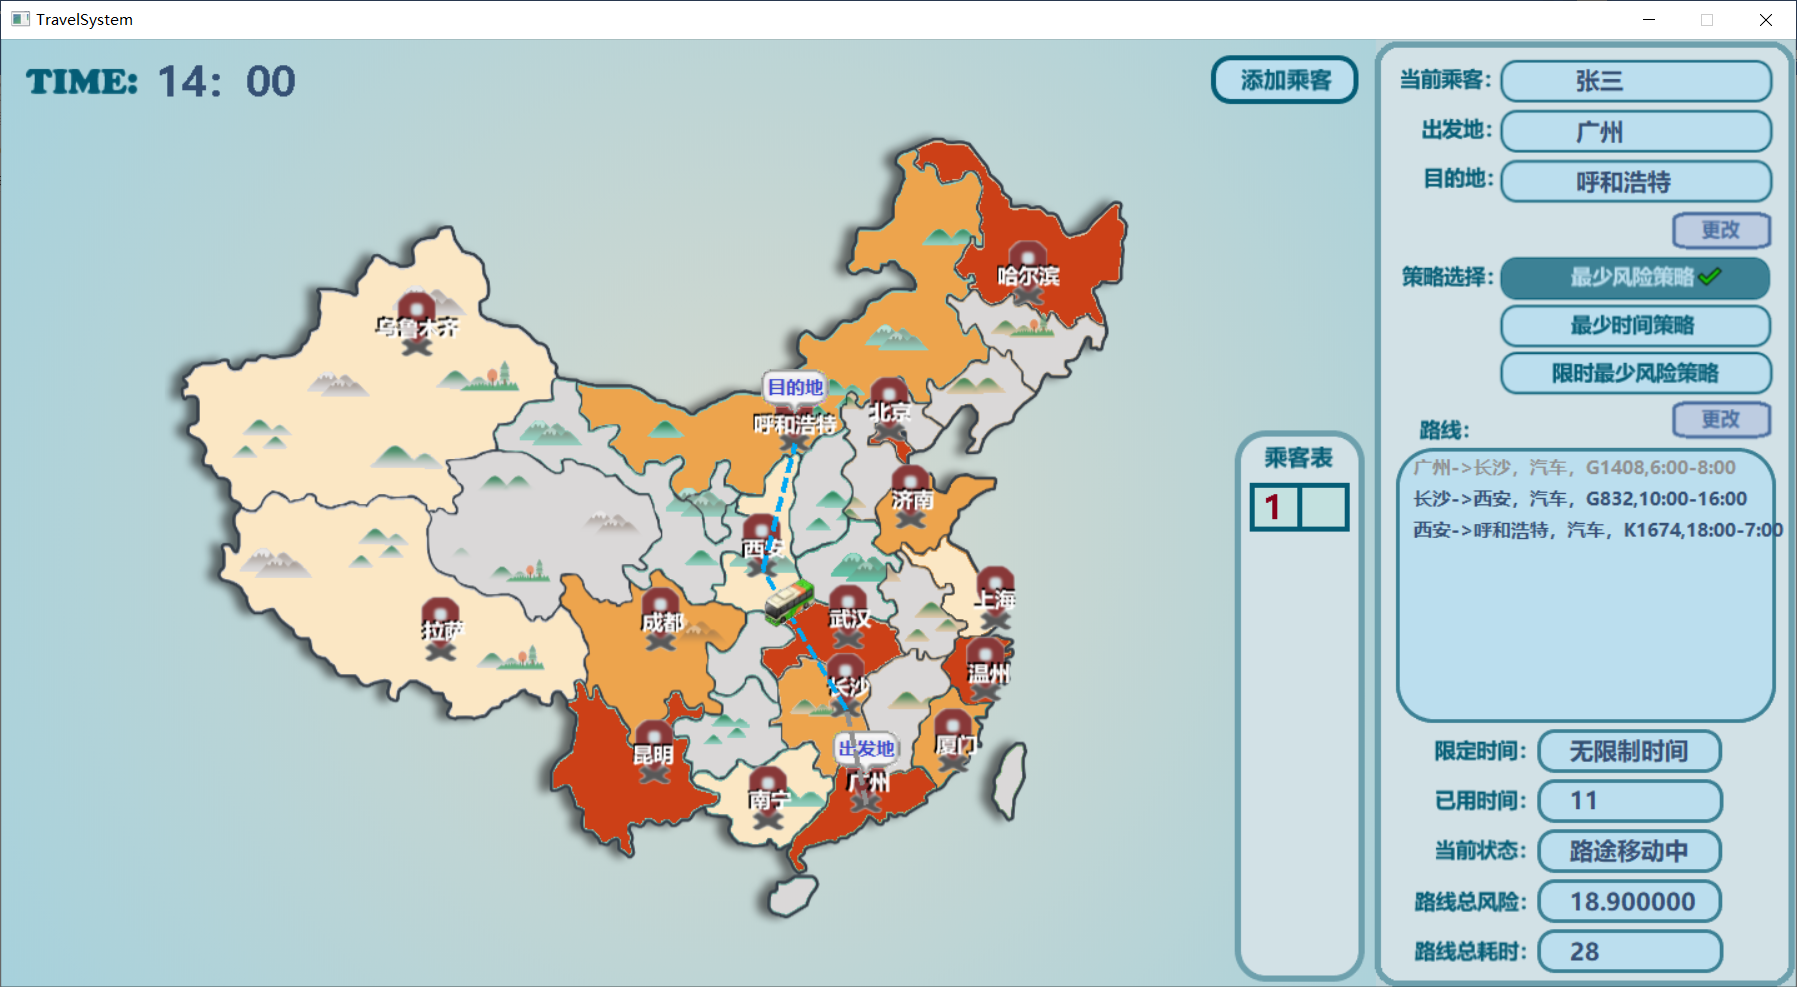 TravelSystem
TIME: 14: 00
添加乘客
哈尔滨
乌鲁木齐
目的地
呼和浩特
北京
济南
西安
上海
成都
武汉
拉萨
长沙
温州
昆明
出发地
厦门
广州
南宁
乘客表
1
当前乘客: 张三
出发地: 广州
目的地: 呼和浩特
更改
策略选择: 最少风险策略
最少时间策略
限时最少风险策略
更改
路线:
广州->长沙, 汽车, G1408,6:00-8:00
长沙->西安, 汽车, G832,10:00-16:00
西安->呼和浩特, 汽车, K1674,18:00-7:00
限定时间: 无限制时间
已用时间: 11
当前状态: 路途移动中
路线总风险: 18.900000
路线总耗时: 28